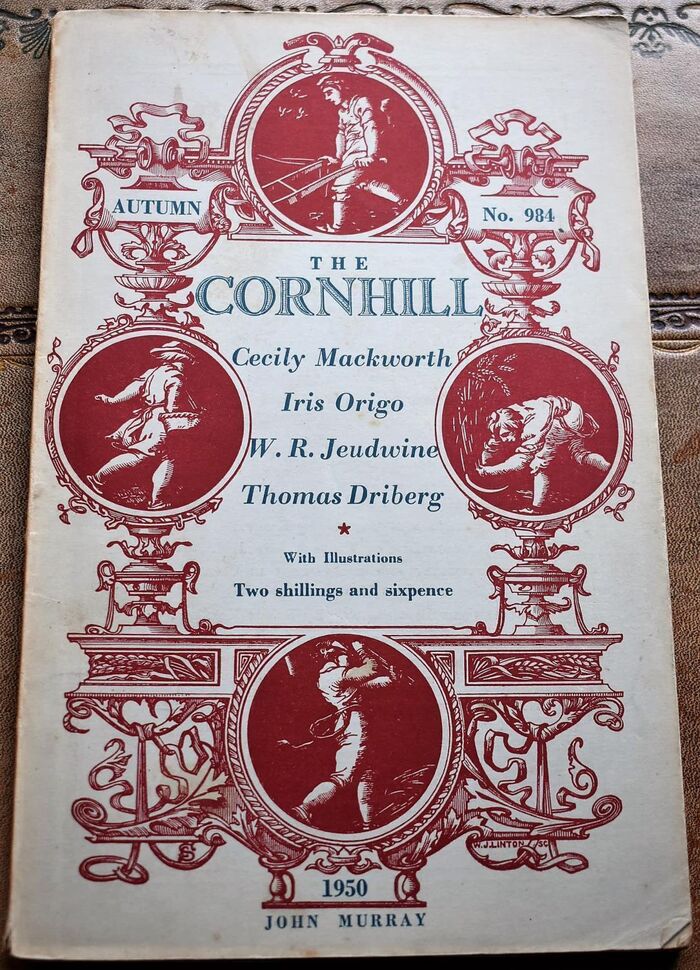 AUTUMN
No. 984
THE
CORNHILL
Cecily Mackworth
Iris Origo
W. R. Jeudwine
Thomas Driberg
With Illustrations
Two shillings and sixpence
W.J.LINTON SC
1950
JOHN MURRAY